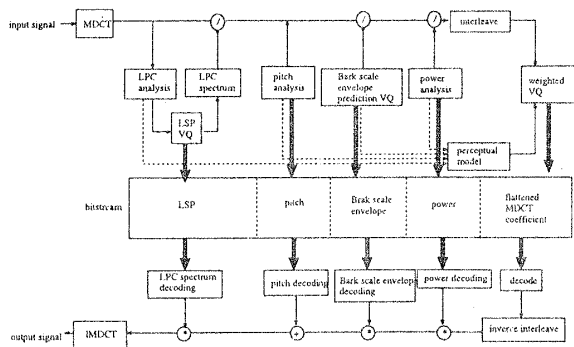 input signal
MDCT
/
/
/
interleave
LPC
analysis
LPC
spectrum
pitch
analysis
Bark scale
envelope
prediction VQ
power
analysis
weighted
VQ
LSP
VQ
perceptual
model
bitstream
LSP
pitch
Brak scale
envelope
power
flattened
MDCT
coefficient
LPC spectrum
decoding
pitch decoding
Bark scale envelope
decoding
power decoding
decode
output signal
IMDCT
*
+
*
*
inverse interleave